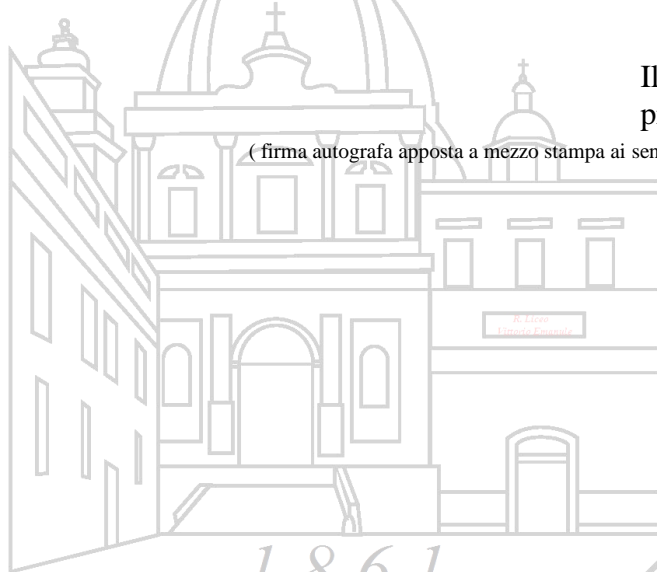 Il
p
( firma autografa apposta a mezzo stampa ai sen
R. Liceo
Vittorio Emanuele
1861